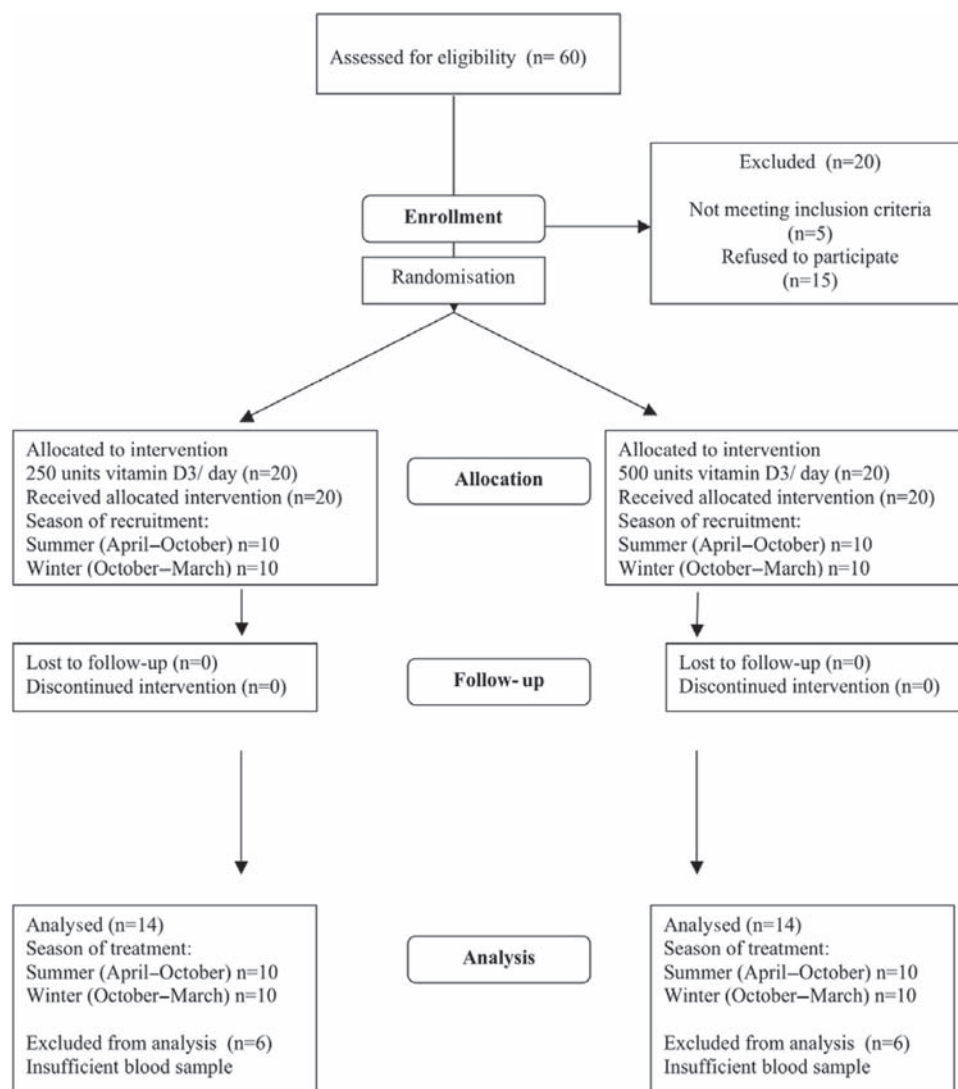 Assessed for eligibility (n= 60)
Excluded (n=20)
Not meeting inclusion criteria
(n=5)
Refused to participate
(n=15)
Enrollment
Randomisation
Allocated to intervention
250 units vitamin D3/ day (n=20)
Received allocated intervention (n=20)
Season of recruitment:
Summer (April–October) n=10
Winter (October–March) n=10
Allocation
Allocated to intervention
500 units vitamin D3/ day (n=20)
Received allocated intervention (n=20)
Season of recruitment:
Summer (April–October) n=10
Winter (October–March) n=10
Lost to follow-up (n=0)
Discontinued intervention (n=0)
Follow- up
Lost to follow-up (n=0)
Discontinued intervention (n=0)
Analysed (n=14)
Season of treatment:
Summer (April–October) n=10
Winter (October–March) n=10
Excluded from analysis (n=6)
Insufficient blood sample
Analysis
Analysed (n=14)
Season of treatment:
Summer (April–October) n=10
Winter (October–March) n=10
Excluded from analysis (n=6)
Insufficient blood sample